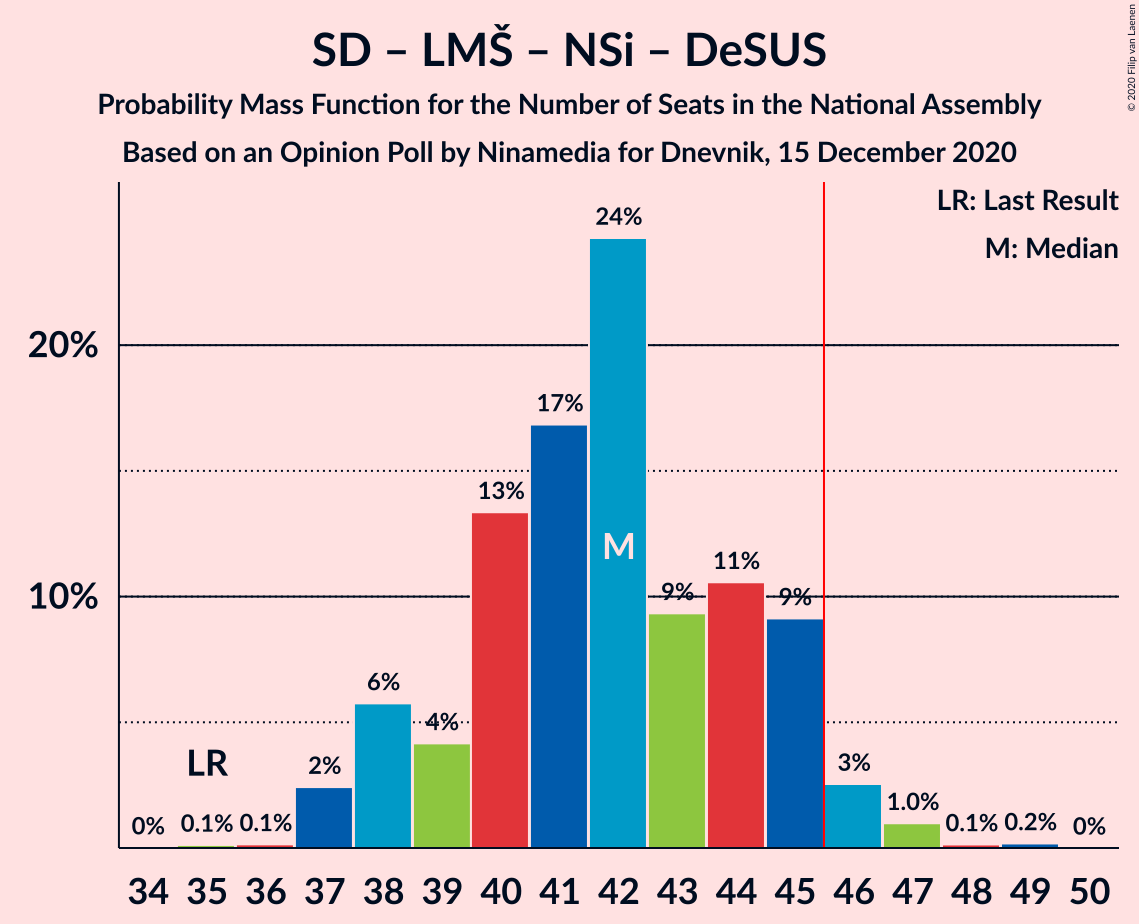 SD – LMŠ – NSi – DeSUS
Probability Mass Function for the Number of Seats in the National Assembly
Based on an Opinion Poll by Ninamedia for Dnevnik, 15 December 2020
© 2020 Filip van Laenen
LR: Last Result
M: Median
24%
20%
17%
13%
M
11%
10%
9%
9%
6%
4%
LR
2%
3%
1.0%
0%
0.1%
0.1%
0.1%
0.2%
0%
34 35 36 37 38 39 40 41 42 43 44 45 46 47 48 49 50